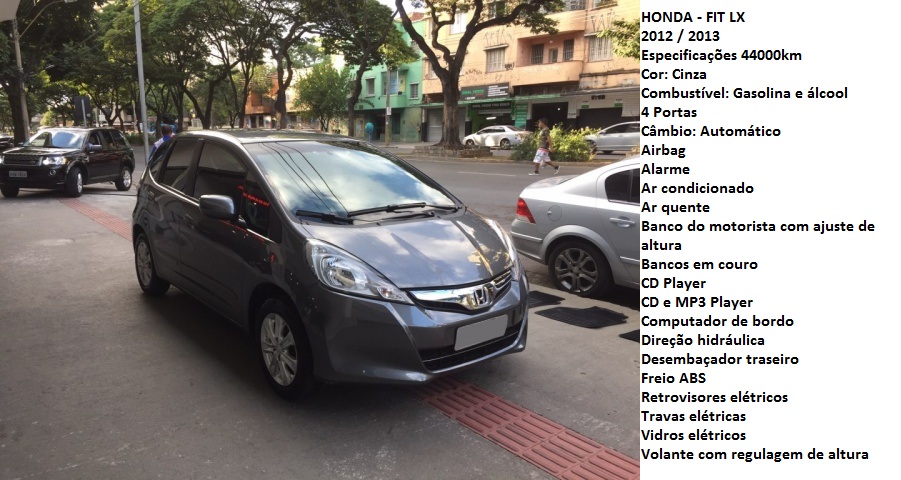 HONDA - FIT LX
2012 / 2013
Especificações 44000km
Cor: Cinza
Combustível: Gasolina e álcool
4 Portas
Câmbio: Automático
Airbag
Alarme
Ar condicionado
Ar quente
Banco do motorista com ajuste de
altura
Bancos em couro
CD Player
CD e MP3 Player
Computador de bordo
Direção hidráulica
Desembaçador traseiro
Freio ABS
Retrovisores elétricos
Travas elétricas
Vidros elétricos
Volante com regulagem de altura